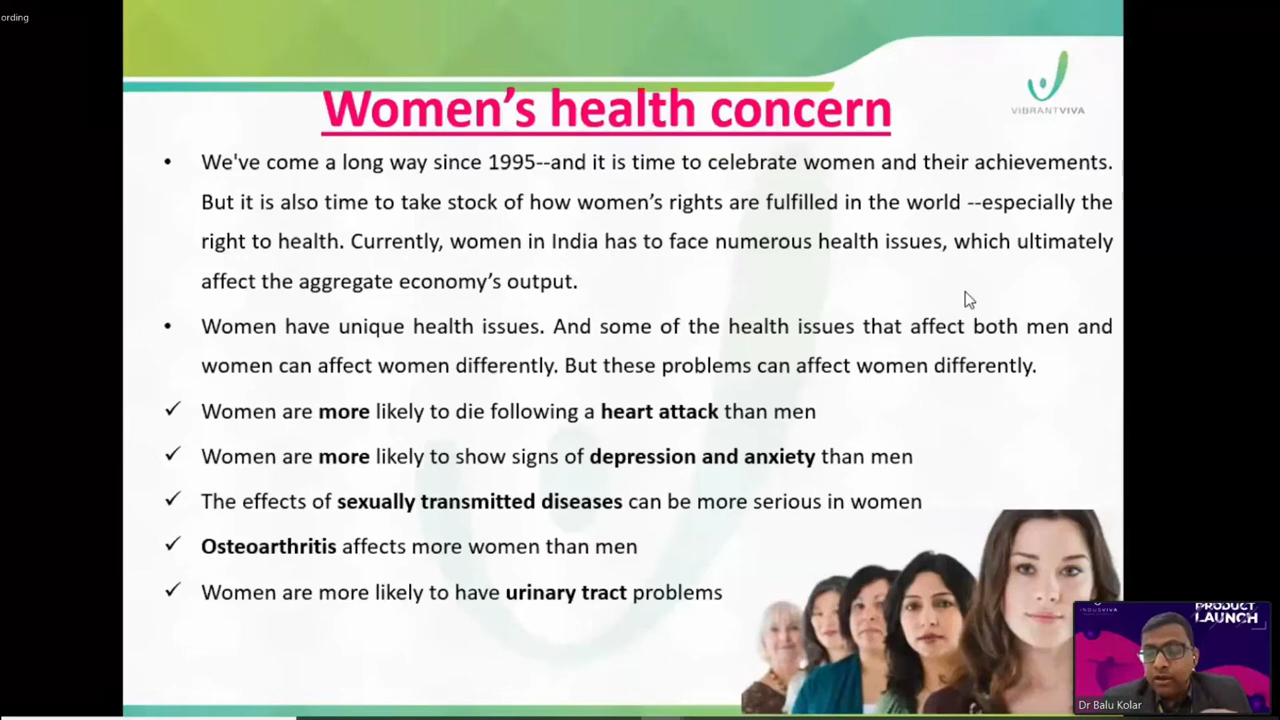 ording
Women's health concern
VIBRANTVIVA
• We've come a long way since 1995--and it is time to celebrate women and their achievements.
But it is also time to take stock of how women's rights are fulfilled in the world --especially the
right to health. Currently, women in India has to face numerous health issues, which ultimately
affect the aggregate economy's output.
• Women have unique health issues. And some of the health issues that affect both men and
women can affect women differently. But these problems can affect women differently.
✓ Women are more likely to die following a heart attack than men
✓ Women are more likely to show signs of depression and anxiety than men
✓ The effects of sexually transmitted diseases can be more serious in women
✓ Osteoarthritis affects more women than men
✓ Women are more likely to have urinary tract problems
INDUSVIVA
PRODUCT
LAUNCH
Dr Balu Kolar